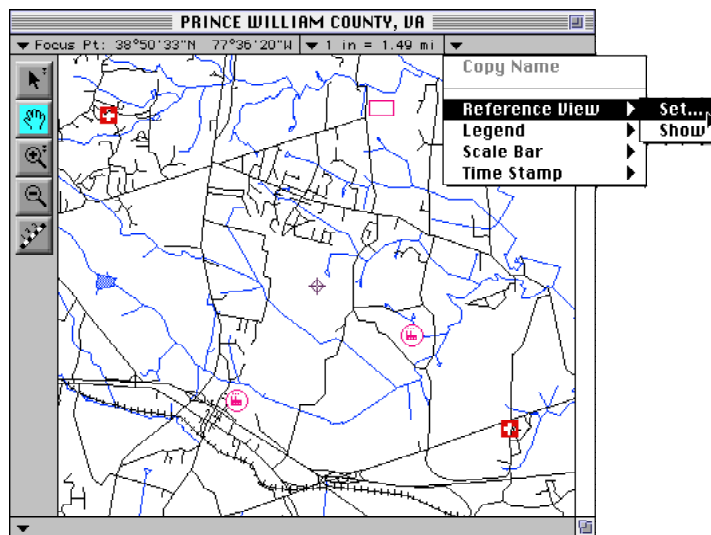 PRINCE WILLIAM COUNTY, VA
Focus Pt: 38°50'33"N 77°36'20"W 1 in = 1.49 mi
Copy Name
Reference View Set...
Legend Show
Scale Bar
Time Stamp